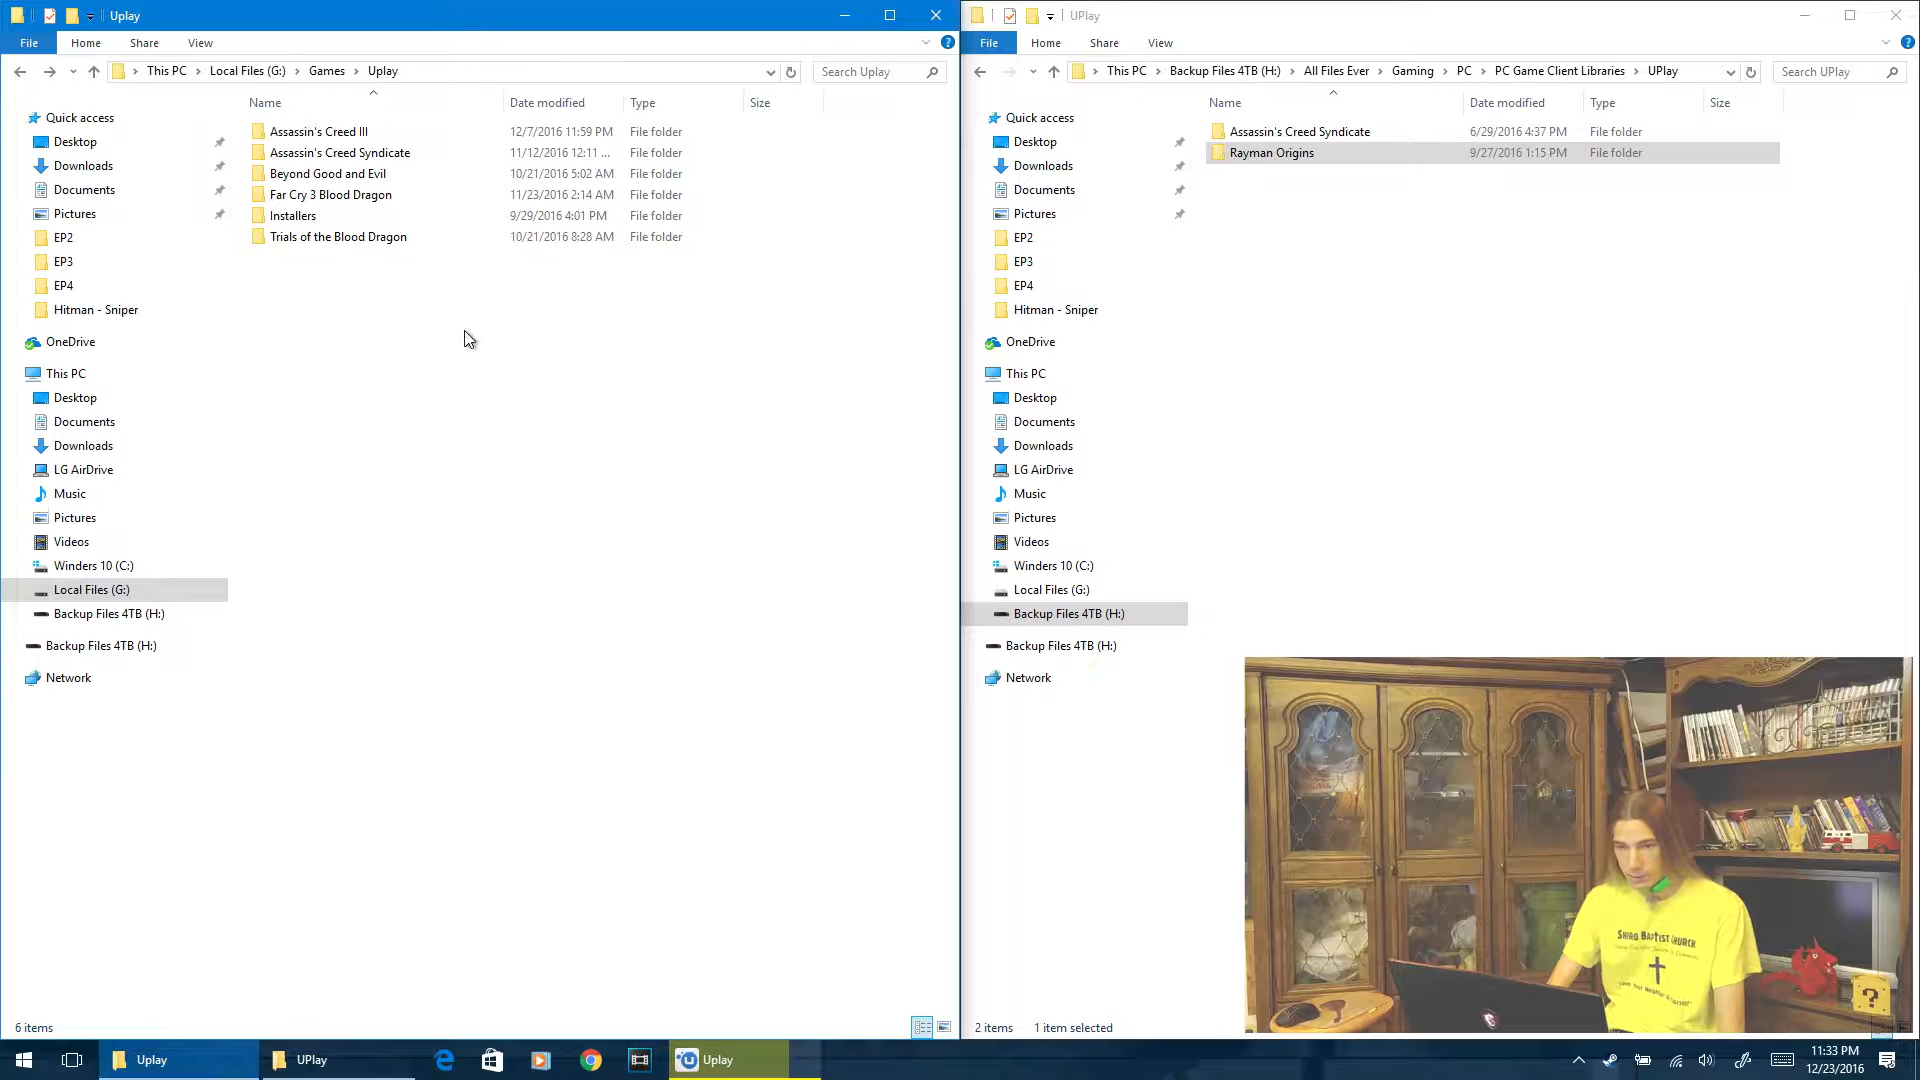 Uplay
File Home Share View
This PC Local Files (G:) Games Uplay Search Uplay
Name Date modified Type Size
Assassin's Creed III 12/7/2016 11:59 PM File folder
Assassin's Creed Syndicate 11/12/2016 12:11 ... File folder
Beyond Good and Evil 10/21/2016 5:02 AM File folder
Far Cry 3 Blood Dragon 11/23/2016 2:14 AM File folder
Installers 9/29/2016 4:01 PM File folder
Trials of the Blood Dragon 10/21/2016 8:28 AM File folder
Quick access
Desktop
Downloads
Documents
Pictures
EP2
EP3
EP4
Hitman - Sniper
OneDrive
This PC
Desktop
Documents
Downloads
LG AirDrive
Music
Pictures
Videos
Winders 10 (C:)
Local Files (G:)
Backup Files 4TB (H:)
Backup Files 4TB (H:)
Network
6 items
UPlay
File Home Share View
This PC Backup Files 4TB (H:) All Files Ever Gaming PC PC Game Client Libraries UPlay Search UPlay
Name Date modified Type Size
Assassin's Creed Syndicate 6/29/2016 4:37 PM File folder
Rayman Origins 9/27/2016 1:15 PM File folder
Quick access
Desktop
Downloads
Documents
Pictures
EP2
EP3
EP4
Hitman - Sniper
OneDrive
This PC
Desktop
Documents
Downloads
LG AirDrive
Music
Pictures
Videos
Winders 10 (C:)
Local Files (G:)
Backup Files 4TB (H:)
Backup Files 4TB (H:)
Network
2 items 1 item selected
SHIRO BAPTIST CHURCH
?
Uplay UPlay Uplay
11:33 PM
12/23/2016